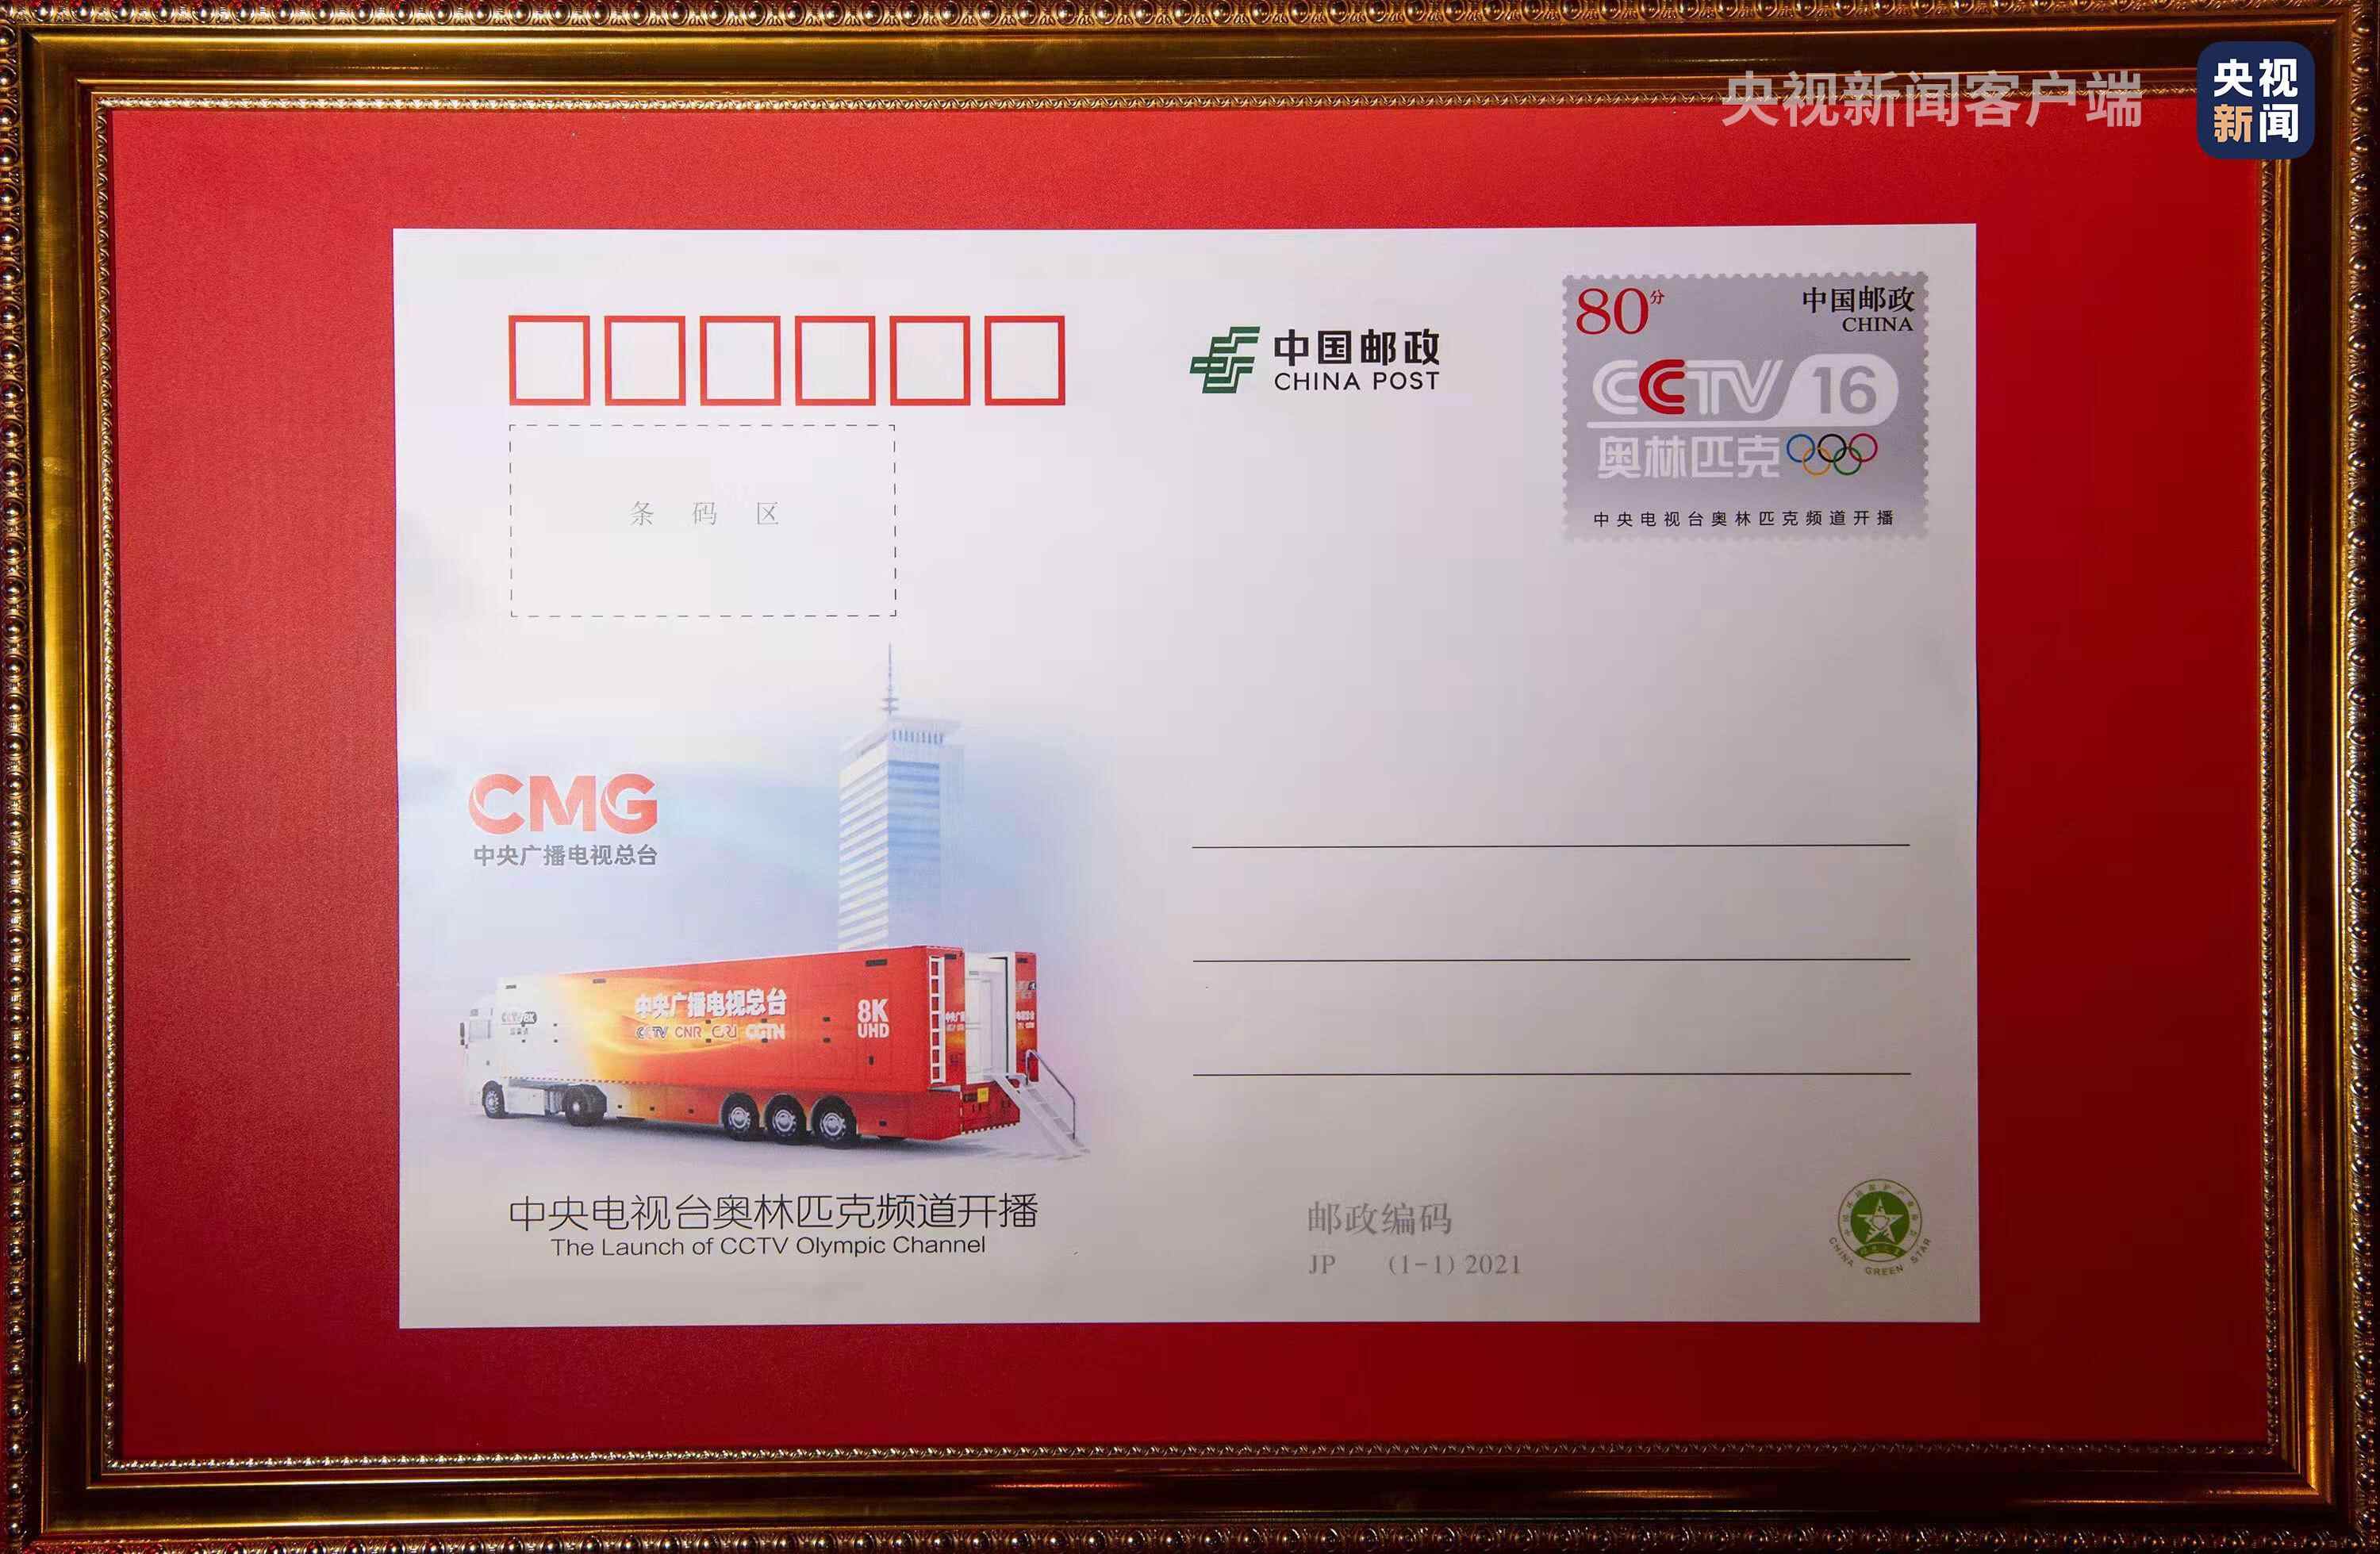 央视新闻客户端
央视
新闻
80分
中国邮政
CHINA
中国邮政
CHINA POST
CCTV 16
奥林匹克
中央电视台奥林匹克频道开播
条码区
CMG
中央广播电视总台
中央广播电视总台
CCTV CNR CRI CGTN
8K
UHD
中央电视台奥林匹克频道开播
The Launch of CCTV Olympic Channel
邮政编码
JP (1-1) 2021
CHINA GREEN STAR